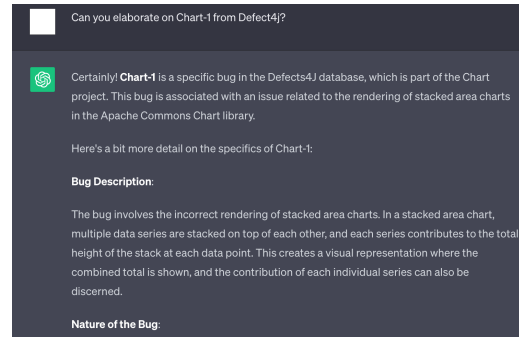 Can you elaborate on Chart-1 from Defect4j?
Certainly! Chart-1 is a specific bug in the Defects4J database, which is part of the Chart
project. This bug is associated with an issue related to the rendering of stacked area charts
in the Apache Commons Chart library.
Here's a bit more detail on the specifics of Chart-1:
Bug Description:
The bug involves the incorrect rendering of stacked area charts. In a stacked area chart,
multiple data series are stacked on top of each other, and each series contributes to the total
height of the stack at each data point. This creates a visual representation where the
combined total is shown, and the contribution of each individual series can also be
discerned.
Nature of the Bug: